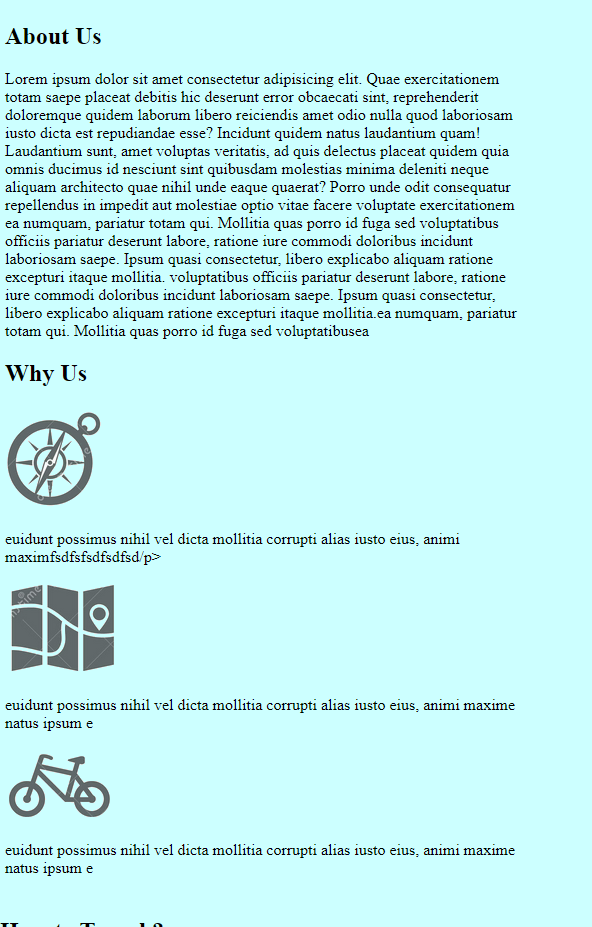 About Us
Lorem ipsum dolor sit amet consectetur adipisicing elit. Quae exercitationem
totam saepe placeat debitis hic deserunt error obcaecati sint, reprehenderit
doloremque quidem laborum libero reiciendis amet odio nulla quod laboriosam
iusto dicta est repudiandae esse? Incidunt quidem natus laudantium quam!
Laudantium sunt, amet voluptas veritatis, ad quis delectus placeat quidem quia
omnis ducimus id nesciunt sint quibusdam molestias minima deleniti neque
aliquam architecto quae nihil unde eaque quaerat? Porro unde odit consequatur
repellendus in impedit aut molestiae optio vitae facere voluptate exercitationem
ea numquam, pariatur totam qui. Mollitia quas porro id fuga sed voluptatibus
officiis pariatur deserunt labore, ratione iure commodi doloribus incidunt
laboriosam saepe. Ipsum quasi consectetur, libero explicabo aliquam ratione
excepturi itaque mollitia. voluptatibus officiis pariatur deserunt labore, ratione
iure commodi doloribus incidunt laboriosam saepe. Ipsum quasi consectetur,
libero explicabo aliquam ratione excepturi itaque mollitia.ea numquam, pariatur
totam qui. Mollitia quas porro id fuga sed voluptatibusea
Why Us
euidunt possimus nihil vel dicta mollitia corrupti alias iusto eius, animi
maximfsdfsfsdfsdfsd/p>
euidunt possimus nihil vel dicta mollitia corrupti alias iusto eius, animi maxime
natus ipsum e
euidunt possimus nihil vel dicta mollitia corrupti alias iusto eius, animi maxime
natus ipsum e